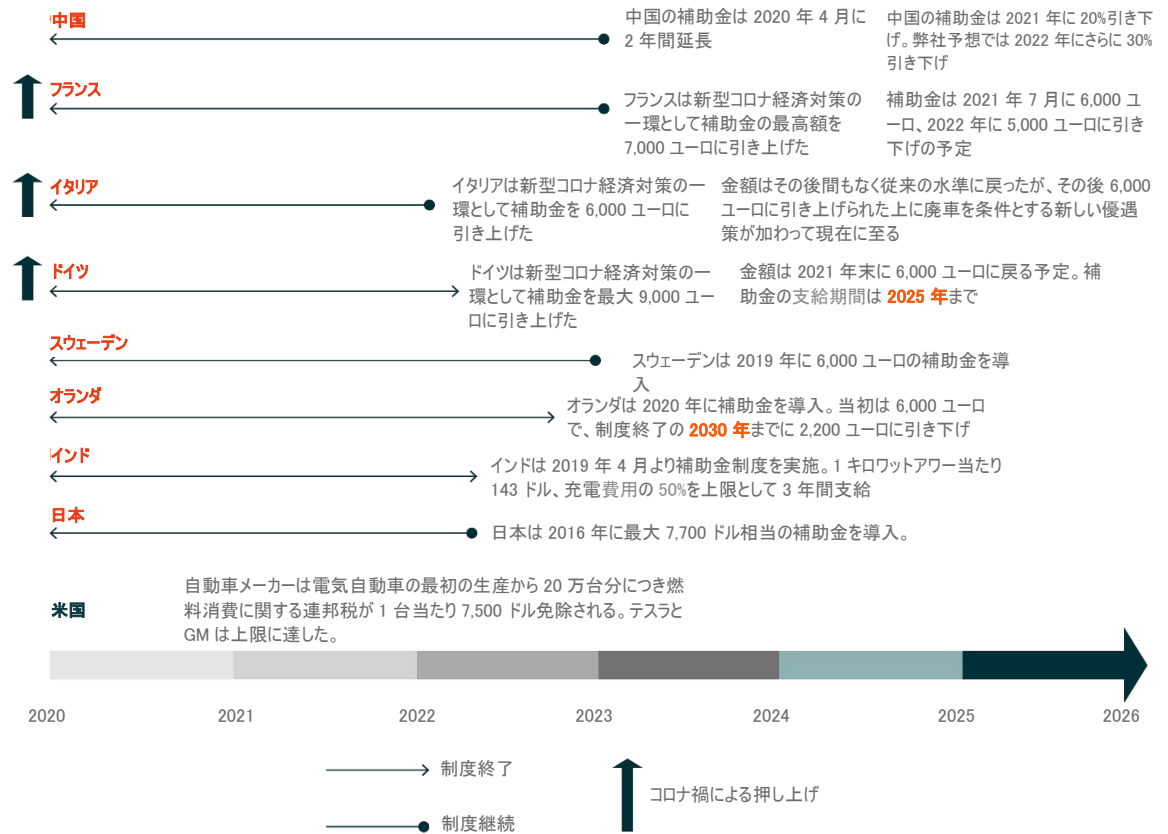 中国
中国の補助金は 2020 年 4 月に
2 年間延長
中国の補助金は 2021 年に 20%引き下
げ。弊社予想では 2022 年にさらに 30%
引き下げ
フランス
フランスは新型コロナ経済対策の
一環として補助金の最高額を
7,000 ユーロに引き上げた
補助金は 2021 年 7 月に 6,000 ユ
ーロ、2022 年に 5,000 ユーロに引き
下げの予定
イタリア
イタリアは新型コロナ経済対策の一
環として補助金を 6,000 ユーロに
引き上げた
金額はその後間もなく従来の水準に戻ったが、その後 6,000
ユーロに引き上げられた上に廃車を条件とする新しい優遇
策が加わって現在に至る
ドイツ
ドイツは新型コロナ経済対策の一
環として補助金を最大 9,000 ユー
ロに引き上げた
金額は 2021 年末に 6,000 ユーロに戻る予定。補
助金の支給期間は 2025 年まで
スウェーデン
スウェーデンは 2019 年に 6,000 ユーロの補助金を導
入
オランダ
オランダは 2020 年に補助金を導入。当初は 6,000 ユーロ
で、制度終了の 2030 年までに 2,200 ユーロに引き下げ
インド
インドは 2019 年 4 月より補助金制度を実施。1 キロワットアワー当たり
143 ドル、充電費用の 50%を上限として 3 年間支給
日本
日本は 2016 年に最大 7,700 ドル相当の補助金を導入。
米国
自動車メーカーは電気自動車の最初の生産から 20 万台分につき燃
料消費に関する連邦税が 1 台当たり 7,500 ドル免除される。テスラと
GM は上限に達した。
2020
2021
2022
2023
2024
2025
2026
制度終了
コロナ禍による押し上げ
制度継続